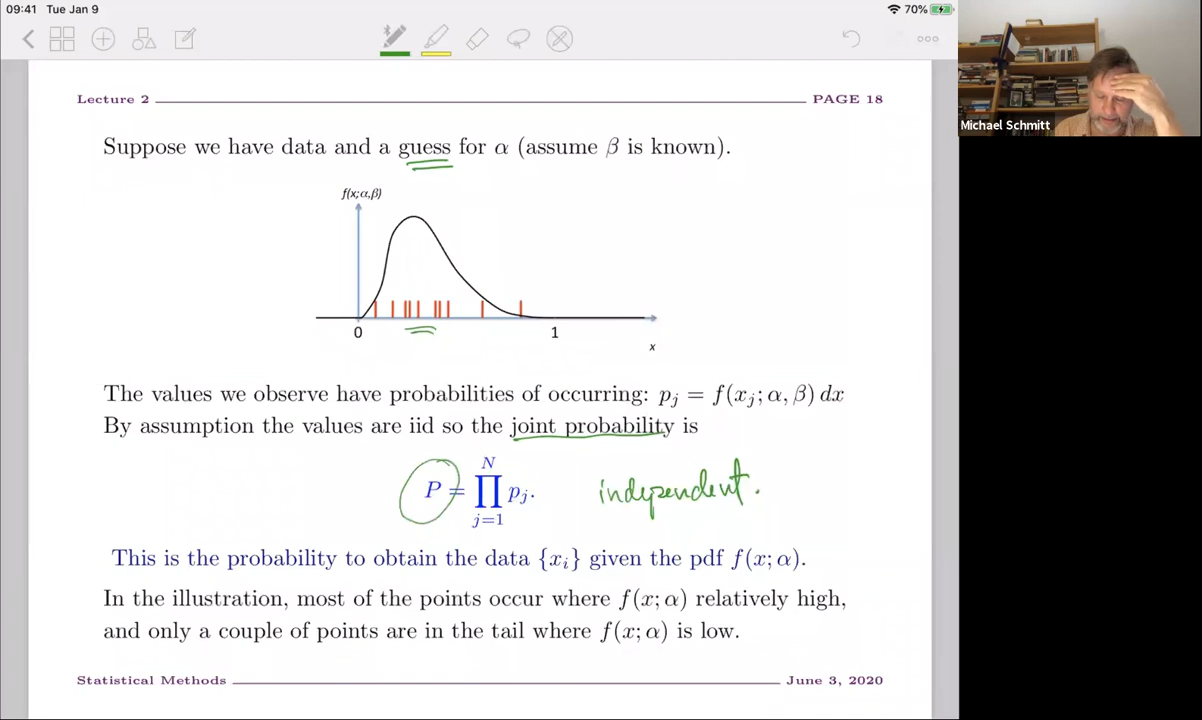 09:41 Tue Jan 9
70%
Michael Schmitt
Lecture 2 PAGE 18
Suppose we have data and a guess for α (assume β is known).
f(x;α,β)
0 1
x
The values we observe have probabilities of occurring: p_j = f(x_j; α, β) dx
By assumption the values are iid so the joint probability is
P = ∏_{j=1}^{N} p_j. independent.
This is the probability to obtain the data {x_i} given the pdf f(x; α).
In the illustration, most of the points occur where f(x; α) relatively high,
and only a couple of points are in the tail where f(x; α) is low.
Statistical Methods June 3, 2020